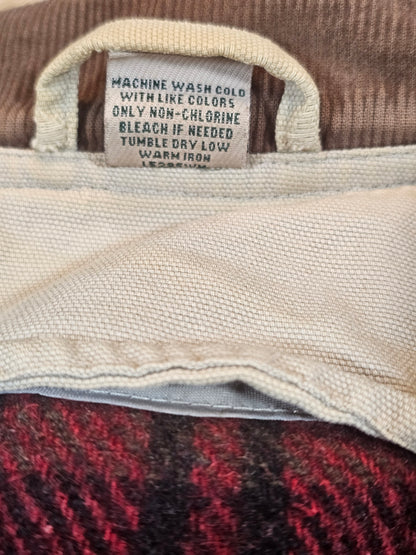 MACHINE WASH COLD
WITH LIKE COLORS
ONLY NON-CHLORINE
BLEACH IF NEEDED
TUMBLE DRY LOW
WARM IRON